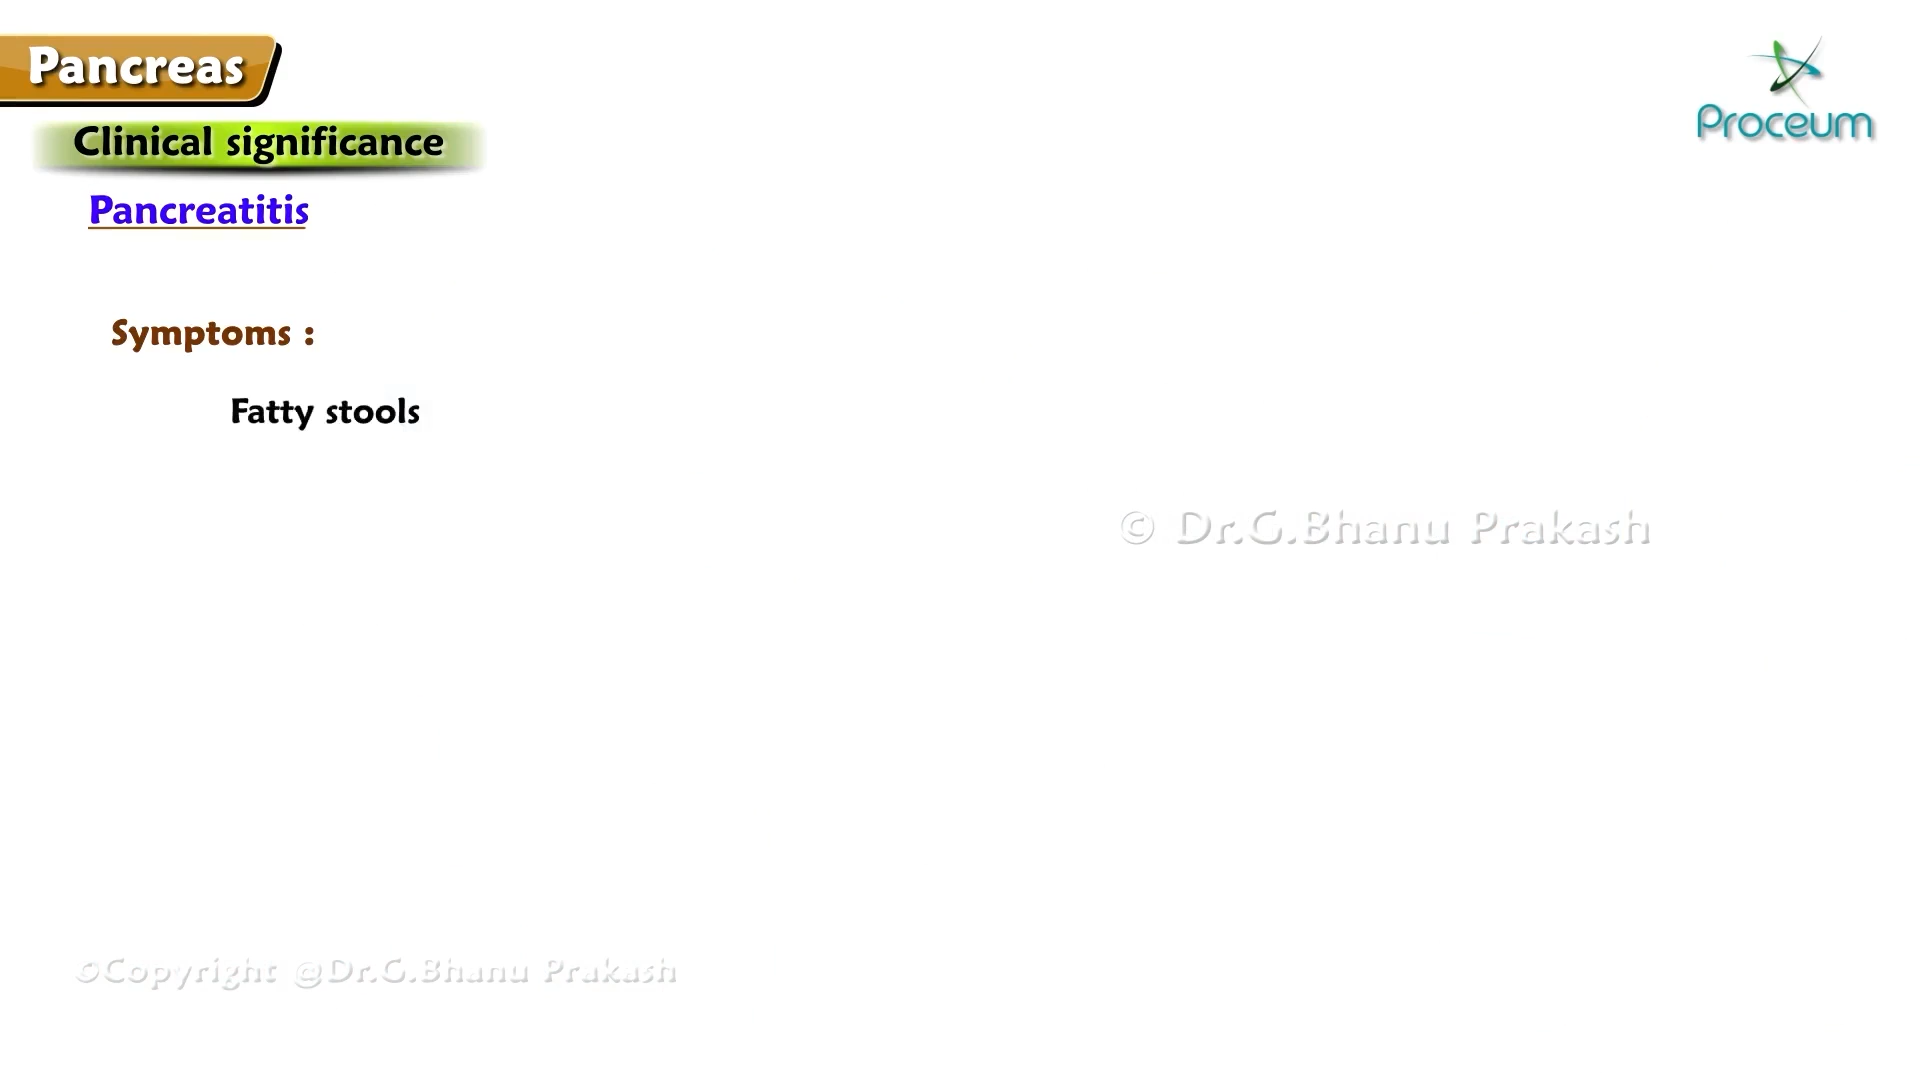 Pancreas
Proceum
Clinical significance
Pancreatitis
Symptoms :
Fatty stools
© Dr.G.Bhanu Prakash
©Copyright @Dr.G.Bhanu Prakash